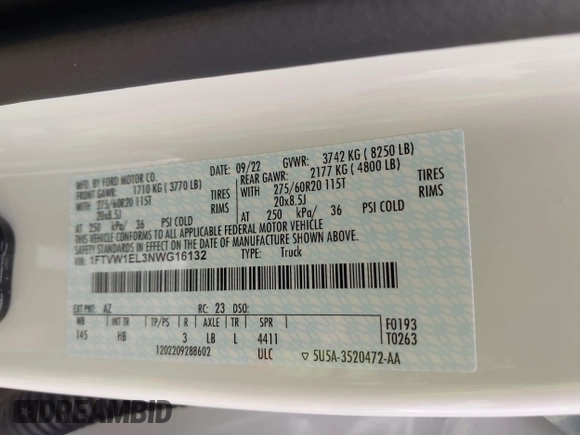 MFD. BY FORD MOTOR CO.
DATE: 09/22 GVWR: 3742 KG ( 8250 LB)
FRONT GAWR: 1710 KG (3770 LB) REAR GAWR: 2177 KG ( 4800 LB)
WITH 275/60R20 115T TIRES WITH 275/60R20 115T TIRES
20x8.5J RIMS 20x8.5J RIMS
AT 250 kPa/ 36 PSI COLD AT 250 kPa/ 36 PSI COLD
THIS VEHICLE CONFORMS TO ALL APPLICABLE FEDERAL MOTOR VEHICLE
SAFETY STANDARDS IN EFFECT ON THE DATE OF MANUFACTURE SHOWN ABOVE.
VIN: 1FTVW1EL3NWG16132 TYPE: Truck
EXT PNT: AZ RC: 23 DSO:
WB INT TR TP/PS R AXLE TR SPR F0193
145 HB 3 LB L 4411 T0263
1202209288602 ULC ▽ 5U5A-3520472-AA
DREAMBID